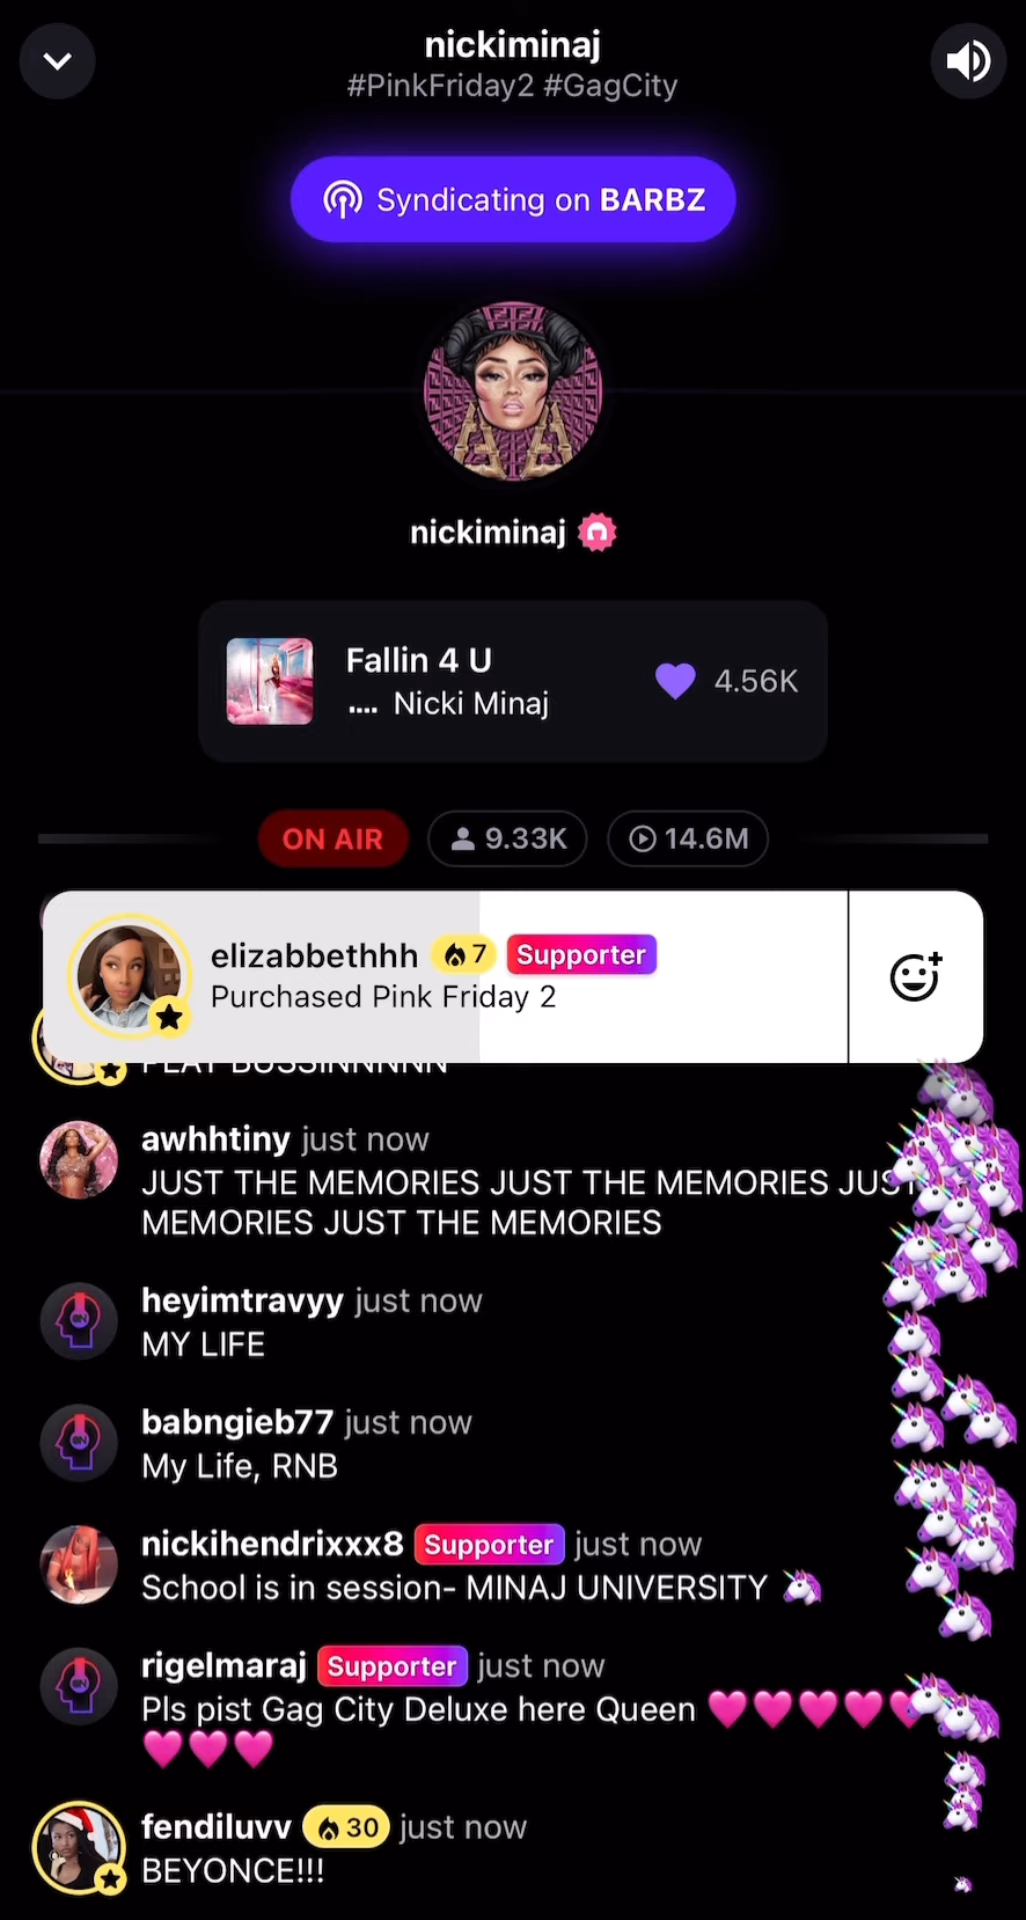 nickiminaj
#PinkFriday2 #GagCity
Syndicating on BARBZ
nickiminaj
Fallin 4 U
Nicki Minaj
4.56K
ON AIR 9.33K 14.6M
elizabbethhh 7 Supporter
Purchased Pink Friday 2
PLAY BUSSINNNNN
awhhtiny just now
JUST THE MEMORIES JUST THE MEMORIES JUST
MEMORIES JUST THE MEMORIES
heyimtravyy just now
MY LIFE
babngieb77 just now
My Life, RNB
nickihendrixxx8 Supporter just now
School is in session- MINAJ UNIVERSITY 🦄
rigelmaraj Supporter just now
Pls pist Gag City Deluxe here Queen 🩷🩷🩷🩷🩷
🩷🩷🩷
fendiluvv 30 just now
BEYONCE!!!